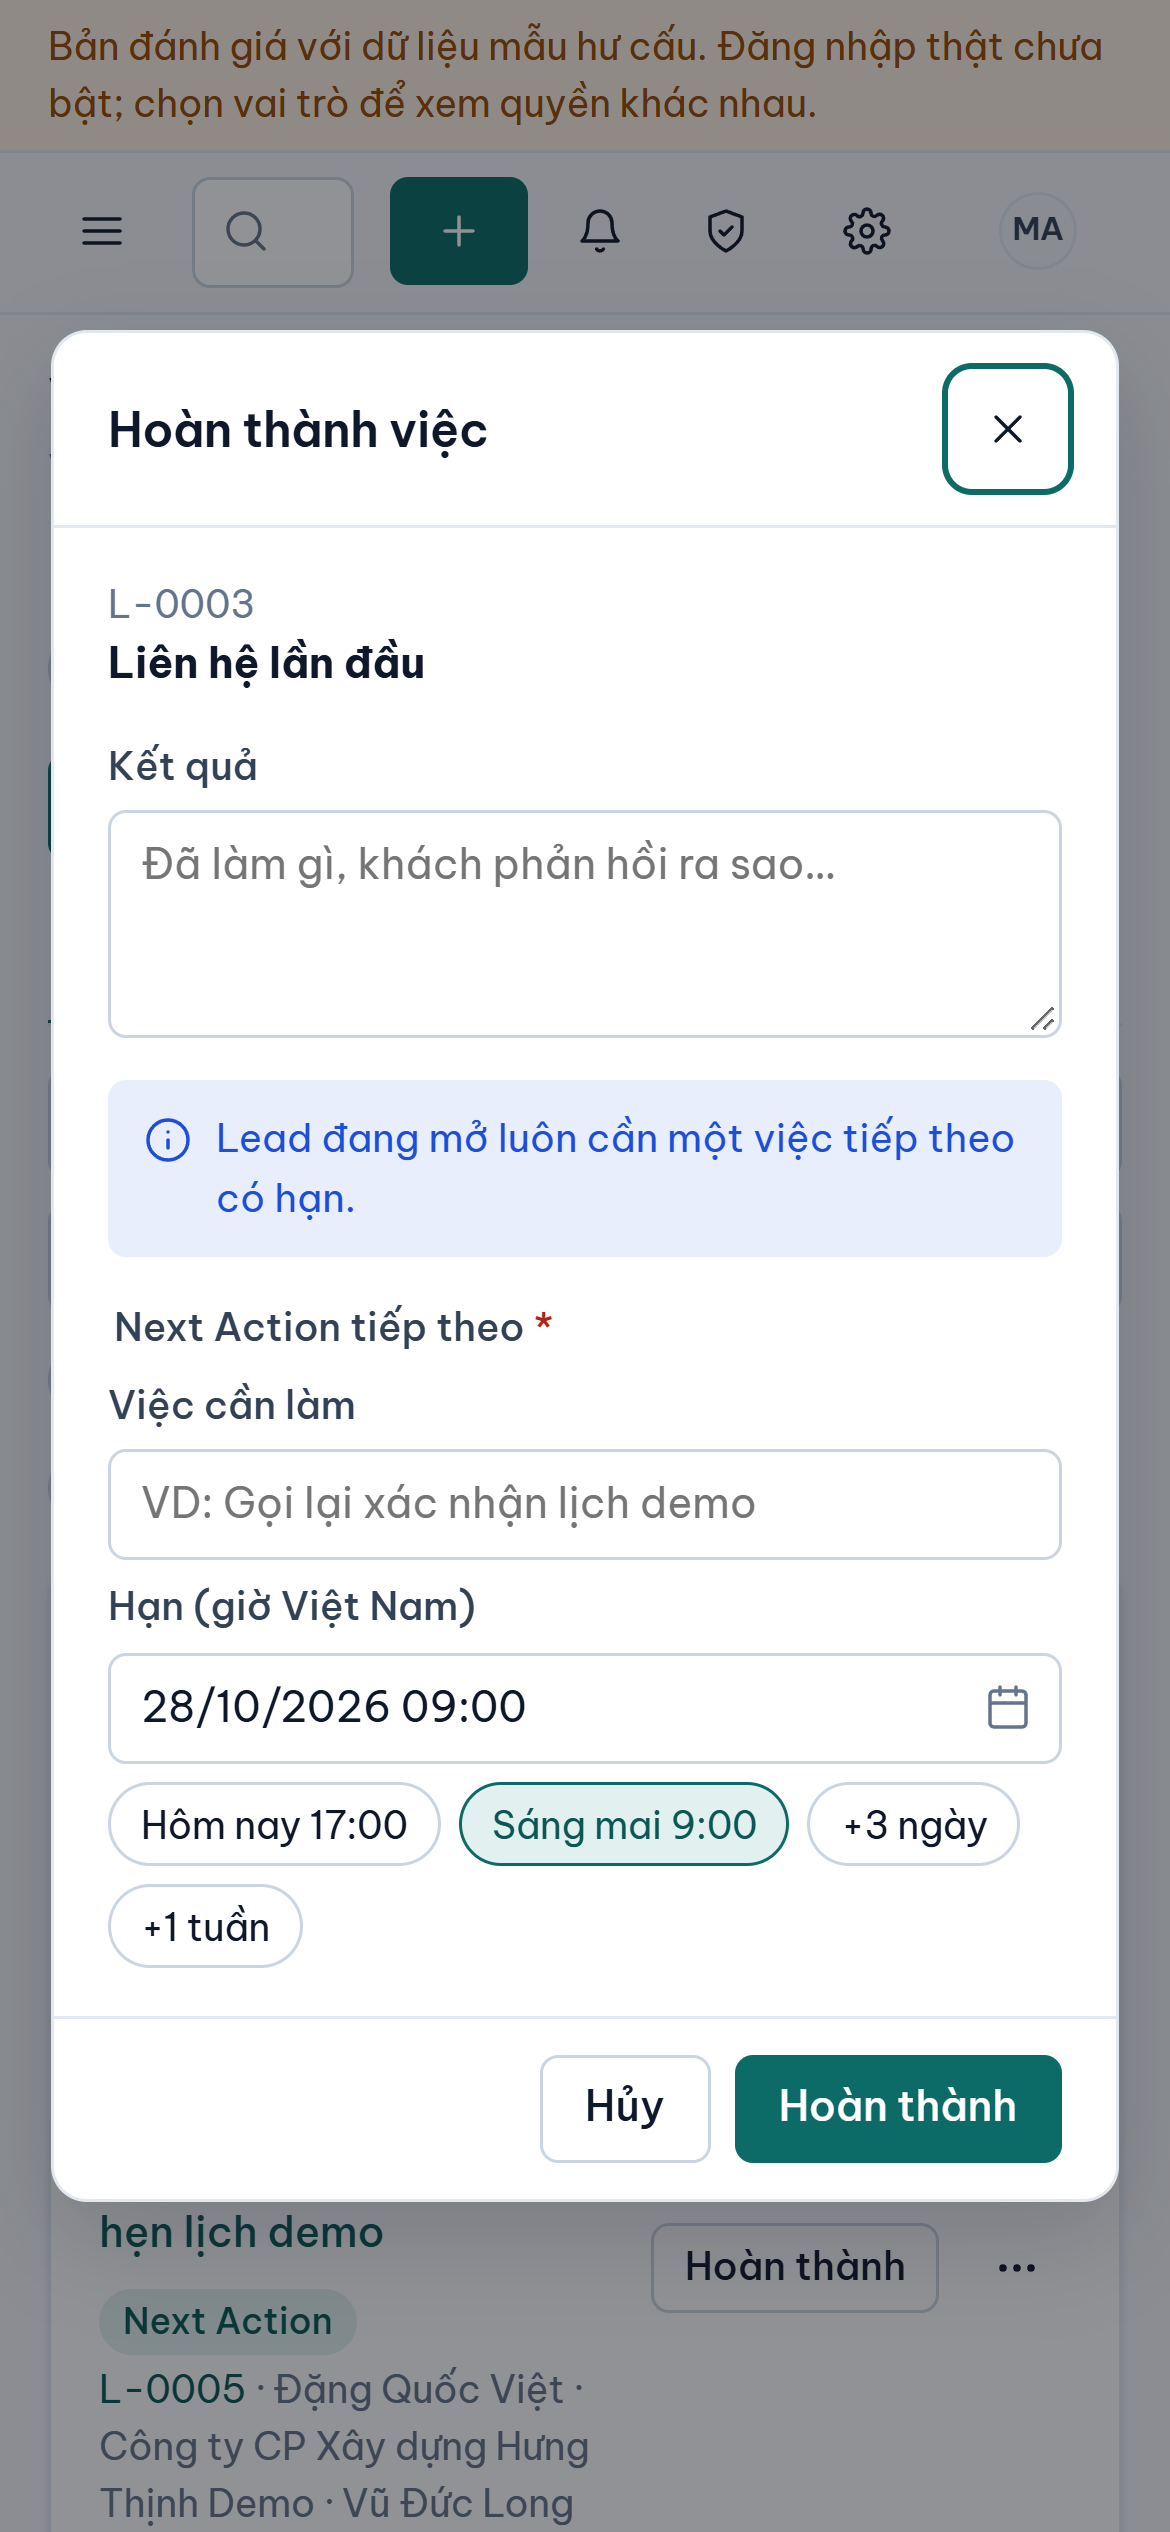 Bản đánh giá với dữ liệu mẫu hư cấu. Đăng nhập thật chưa
bật; chọn vai trò để xem quyền khác nhau.
MA
Hoàn thành việc
L-0003
Liên hệ lần đầu
Kết quả
Đã làm gì, khách phản hồi ra sao...
Lead đang mở luôn cần một việc tiếp theo
có hạn.
Next Action tiếp theo *
Việc cần làm
VD: Gọi lại xác nhận lịch demo
Hạn (giờ Việt Nam)
28/10/2026 09:00
Hôm nay 17:00
Sáng mai 9:00
+3 ngày
+1 tuần
Hủy
Hoàn thành
hẹn lịch demo
Hoàn thành
Next Action
L-0005 · Đặng Quốc Việt ·
Công ty CP Xây dựng Hưng
Thịnh Demo · Vũ Đức Long